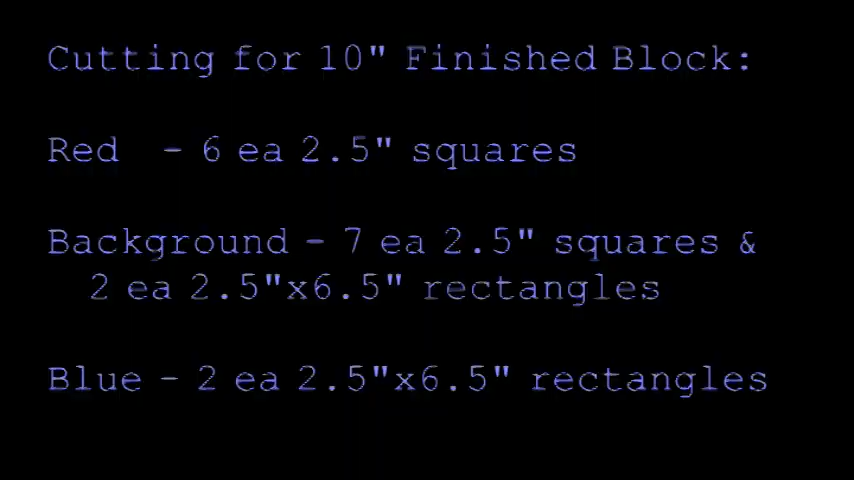 Cutting for 10" Finished Block:
Red - 6 ea 2.5" squares
Background - 7 ea 2.5" squares &
2 ea 2.5"x6.5" rectangles
Blue - 2 ea 2.5"x6.5" rectangles